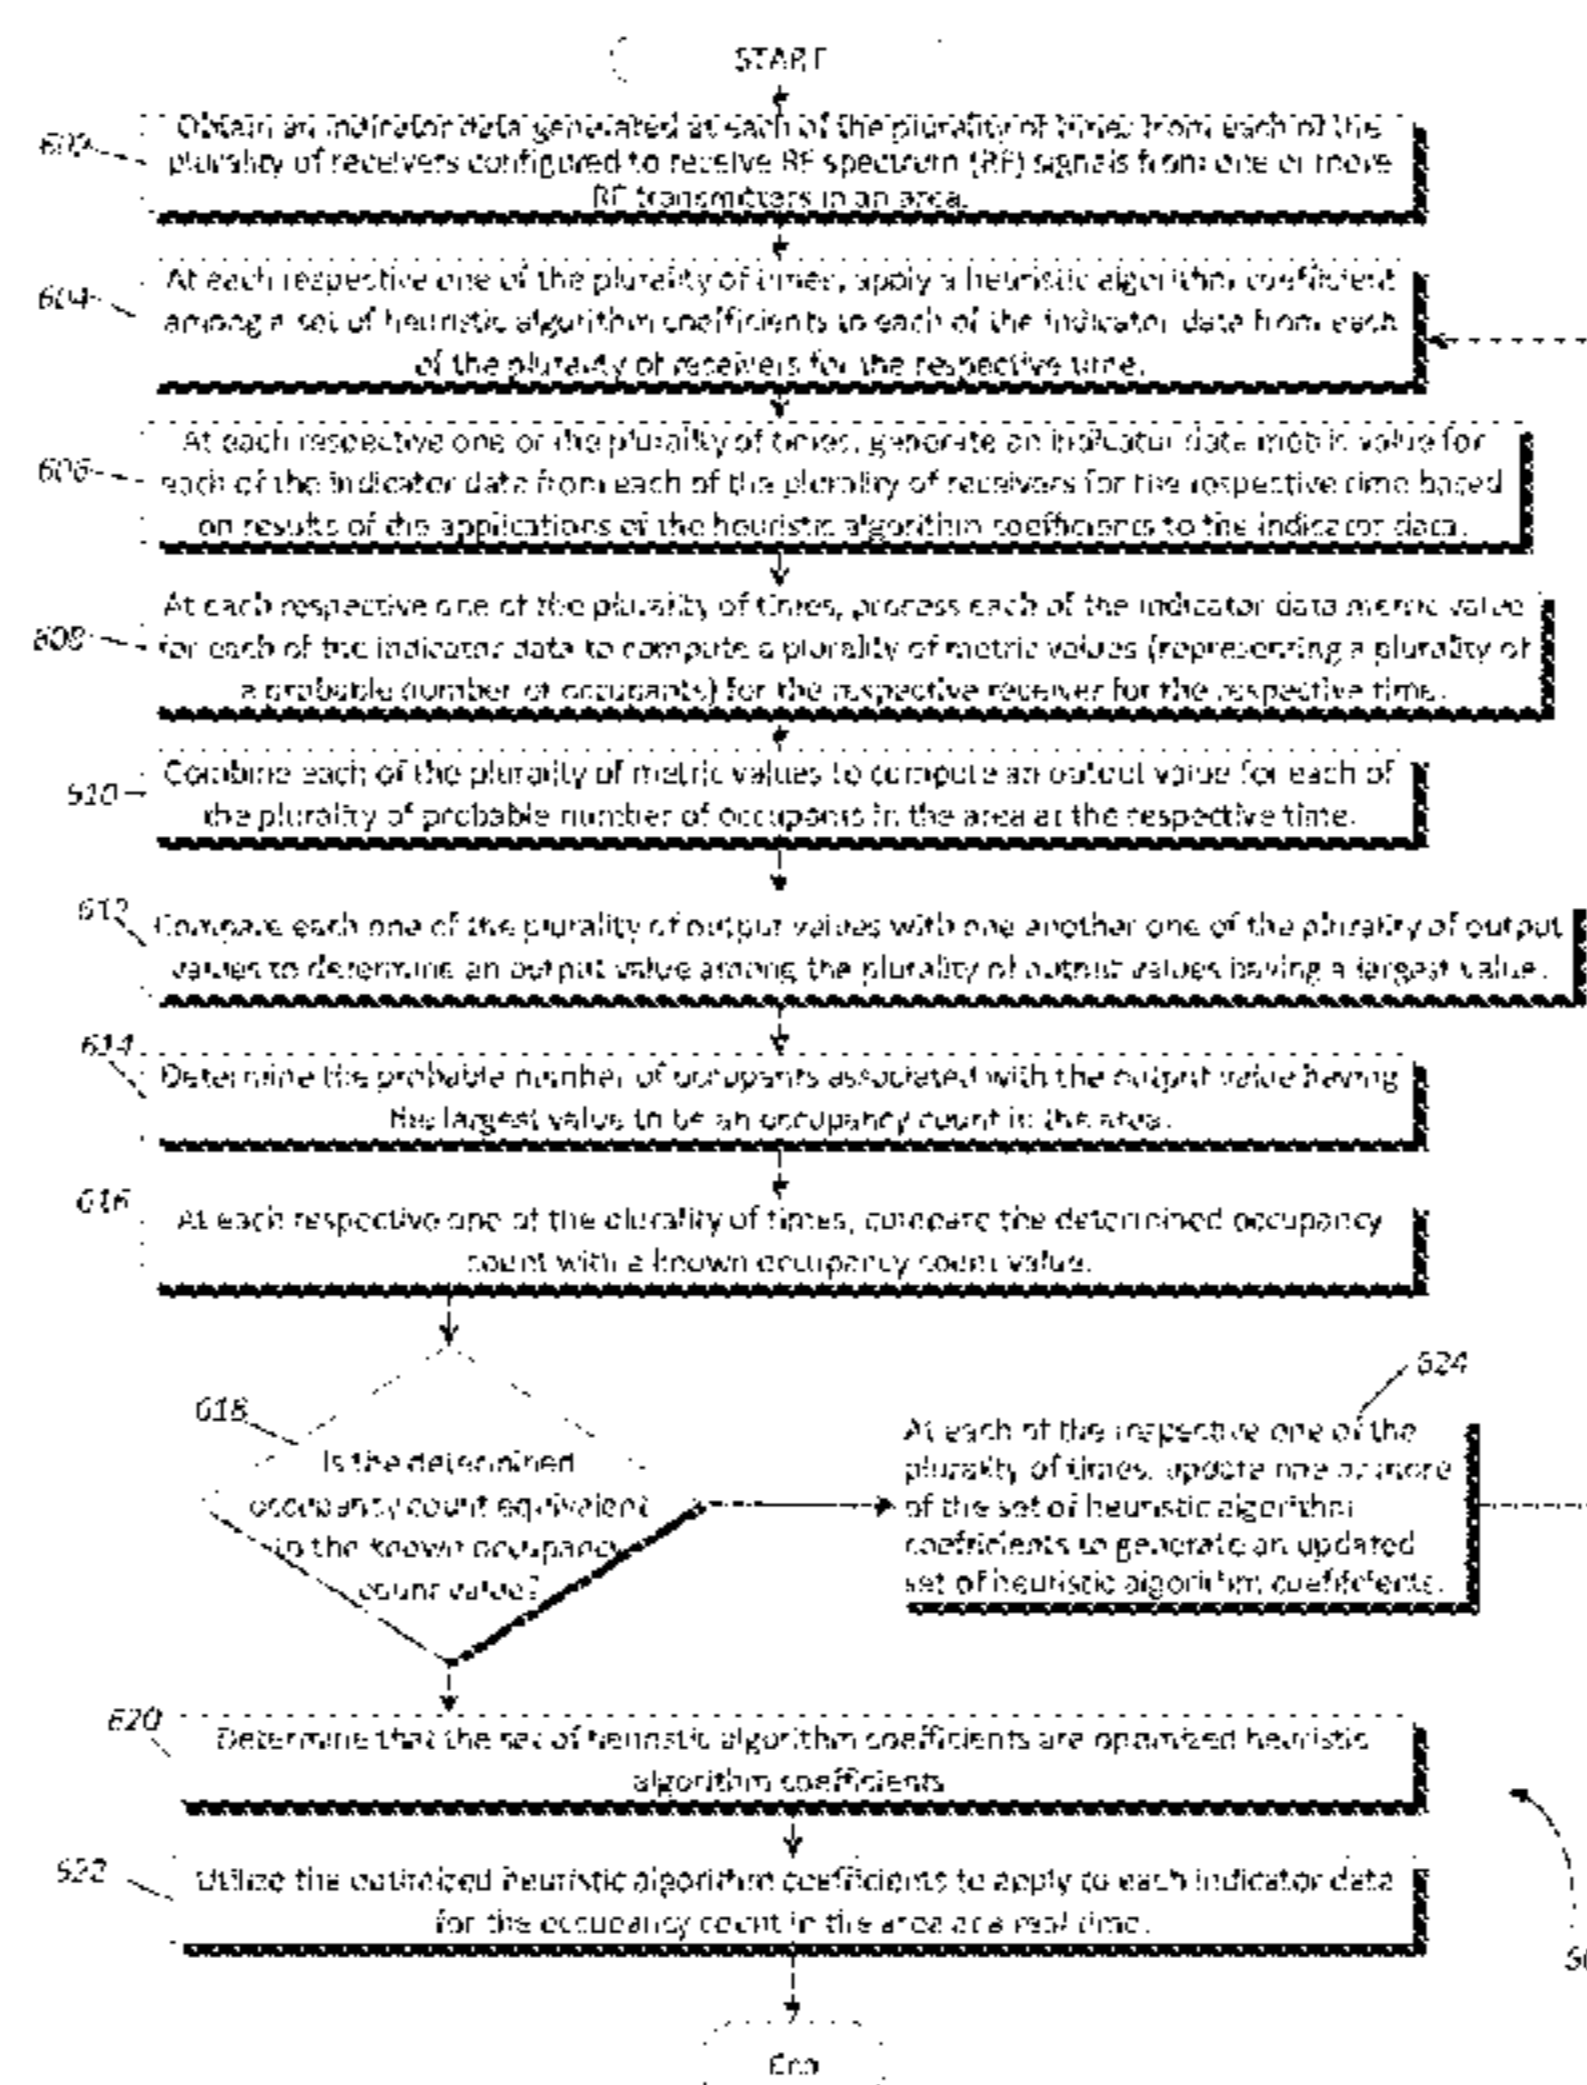 START
602
Obtain an indicator data generated at each of the plurality of times from each of the
plurality of receivers configured to receive RF spectrum (RF) signals from one or more
RF transmitters in an area.
604
At each respective one of the plurality of times, apply a heuristic algorithm coefficient
among a set of heuristic algorithm coefficients to each of the indicator data from each
of the plurality of receivers for the respective time.
606
At each respective one of the plurality of times, generate an indicator data metric value for
each of the indicator data from each of the plurality of receivers for the respective time based
on results of the applications of the heuristic algorithm coefficients to the indicator data.
608
At each respective one of the plurality of times, process each of the indicator data metric value
for each of the indicator data to compute a plurality of metric values (representing a plurality of
a probable number of occupants) for the respective receiver for the respective time.
610
Combine each of the plurality of metric values to compute an output value for each of
the plurality of probable number of occupants in the area at the respective time.
612
Compare each one of the plurality of output values with one another one of the plurality of output
values to determine an output value among the plurality of output values having a largest value.
614
Determine the probable number of occupants associated with the output value having
the largest value to be an occupancy count in the area.
616
At each respective one of the plurality of times, compare the determined occupancy
count with a known occupancy count value.
618
Is the determined
occupancy count equivalent
to the known occupancy
count value?
624
At each of the respective one of the
plurality of times, update one or more
of the set of heuristic algorithm
coefficients to generate an updated
set of heuristic algorithm coefficients.
620
Determine that the set of heuristic algorithm coefficients are optimized heuristic
algorithm coefficients
622
Utilize the optimized heuristic algorithm coefficients to apply to each indicator data
for the occupancy count in the area at a real time.
End